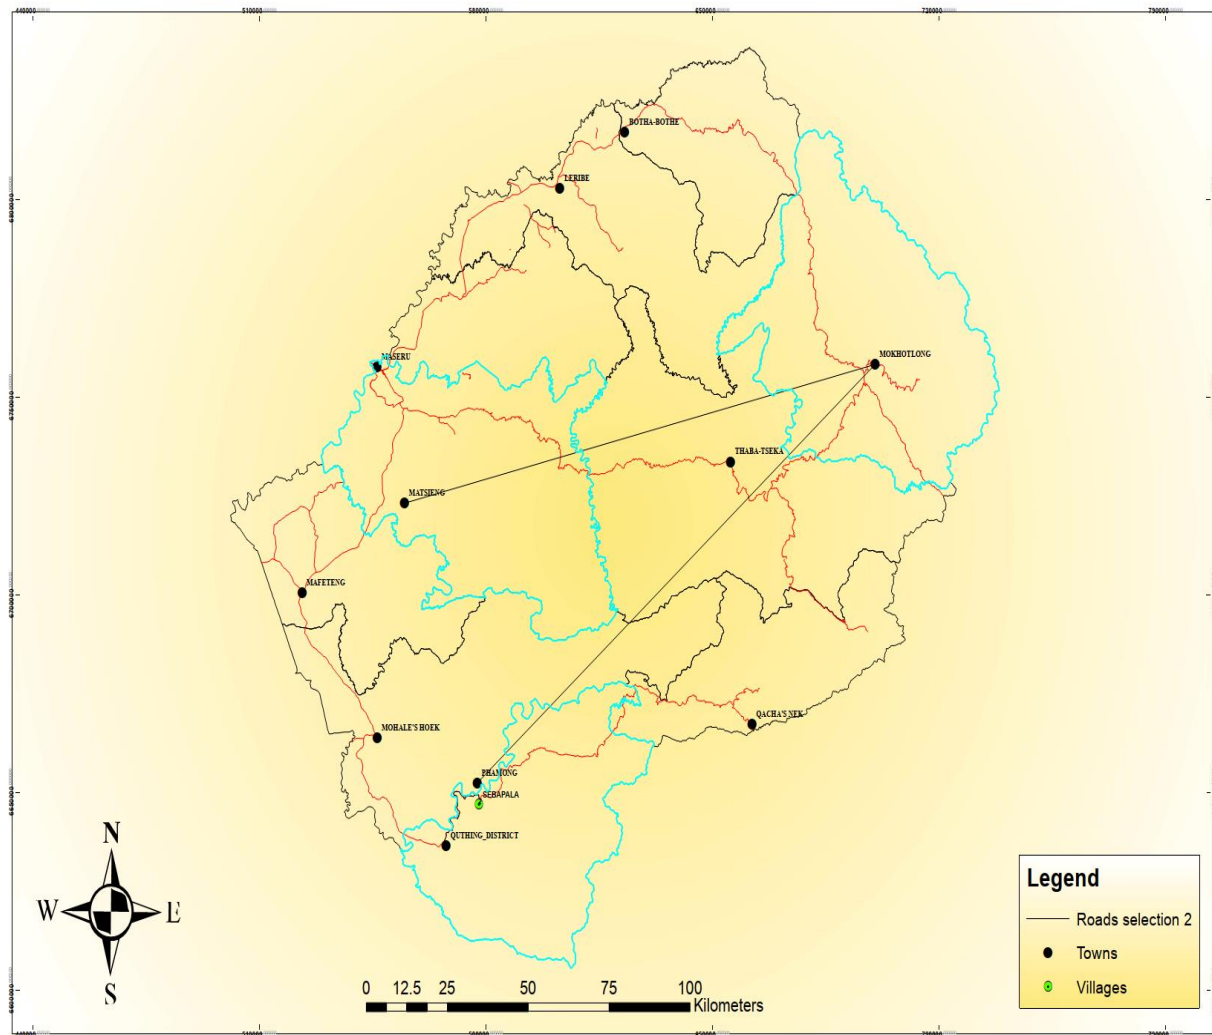 BOTHA-BOTHE
LERIBE
MASERU
MOKHOTLONG
THABA-TSEKA
MATSIENG
MAFETENG
QACHA'S NEK
MOHALE'S HOEK
PHAMONG
SEBAPALA
QUTHING_DISTRICT
N
W E
S
Legend
Roads selection 2
Towns
Villages
0 12.5 25 50 75 100
Kilometers